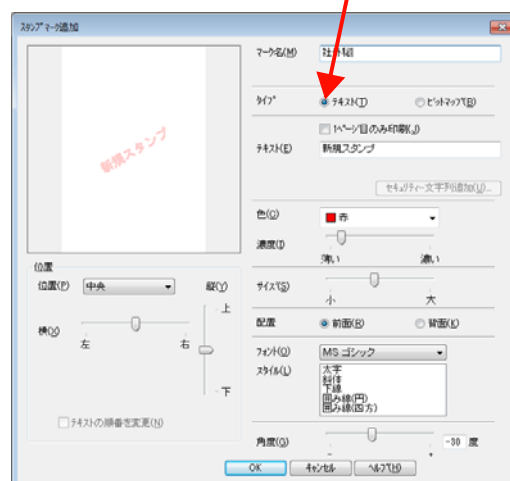 ｽﾀﾝﾌﾟﾏｰｸ追加
ﾏｰｸ名(M)
社外秘
ﾀｲﾌﾟ
ﾃｷｽﾄ(T)
ﾋﾞｯﾄﾏｯﾌﾟ(B)
1ﾍﾟｰｼﾞ目のみ印刷(J)
ﾃｷｽﾄ(E)
新規スタンプ
新規スタンプ
ｾｷｭﾘﾃｨｰ文字列追加(U)...
色(C)
赤
濃度(I)
薄い
濃い
位置
位置(P)
中央
縦(Y)
上
横(X)
左
右
下
ﾃｷｽﾄの順番を変更(N)
ｻｲｽﾞ(S)
小
大
配置
前面(R)
背面(K)
ﾌｫﾝﾄ(O)
MS ゴシック
ｽﾀｲﾙ(L)
太字
斜体
下線
囲み線(円)
囲み線(四方)
角度(G)
-
+
-30 度
OK
ｷｬﾝｾﾙ
ﾍﾙﾌﾟ(H)